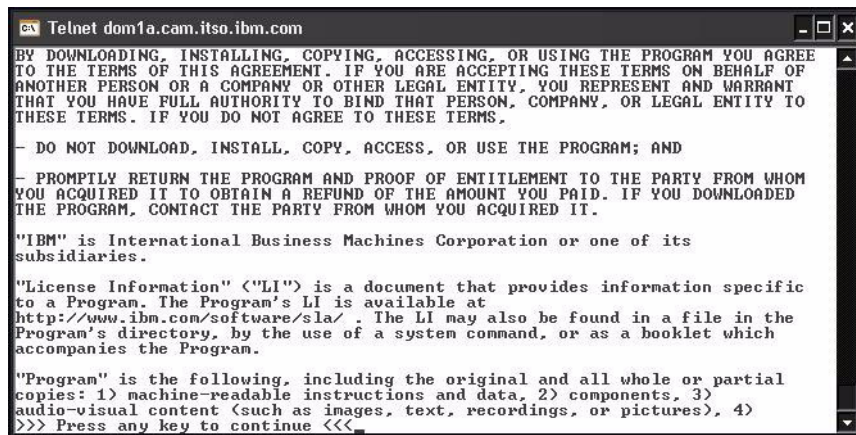 Telnet dom1a.cam.itso.ibm.com
BY DOWNLOADING, INSTALLING, COPYING, ACCESSING, OR USING THE PROGRAM YOU AGREE
TO THE TERMS OF THIS AGREEMENT. IF YOU ARE ACCEPTING THESE TERMS ON BEHALF OF
ANOTHER PERSON OR A COMPANY OR OTHER LEGAL ENTITY, YOU REPRESENT AND WARRANT
THAT YOU HAVE FULL AUTHORITY TO BIND THAT PERSON, COMPANY, OR LEGAL ENTITY TO
THESE TERMS. IF YOU DO NOT AGREE TO THESE TERMS,
- DO NOT DOWNLOAD, INSTALL, COPY, ACCESS, OR USE THE PROGRAM; AND
- PROMPTLY RETURN THE PROGRAM AND PROOF OF ENTITLEMENT TO THE PARTY FROM WHOM
YOU ACQUIRED IT TO OBTAIN A REFUND OF THE AMOUNT YOU PAID. IF YOU DOWNLOADED
THE PROGRAM, CONTACT THE PARTY FROM WHOM YOU ACQUIRED IT.
"IBM" is International Business Machines Corporation or one of its
subsidiaries.
"License Information" ("LI") is a document that provides information specific
to a Program. The Program's LI is available at
http://www.ibm.com/software/sla/ . The LI may also be found in a file in the
Program's directory, by the use of a system command, or as a booklet which
accompanies the Program.
"Program" is the following, including the original and all whole or partial
copies: 1) machine-readable instructions and data, 2) components, 3)
audio-visual content (such as images, text, recordings, or pictures), 4)
>>> Press any key to continue <<<_